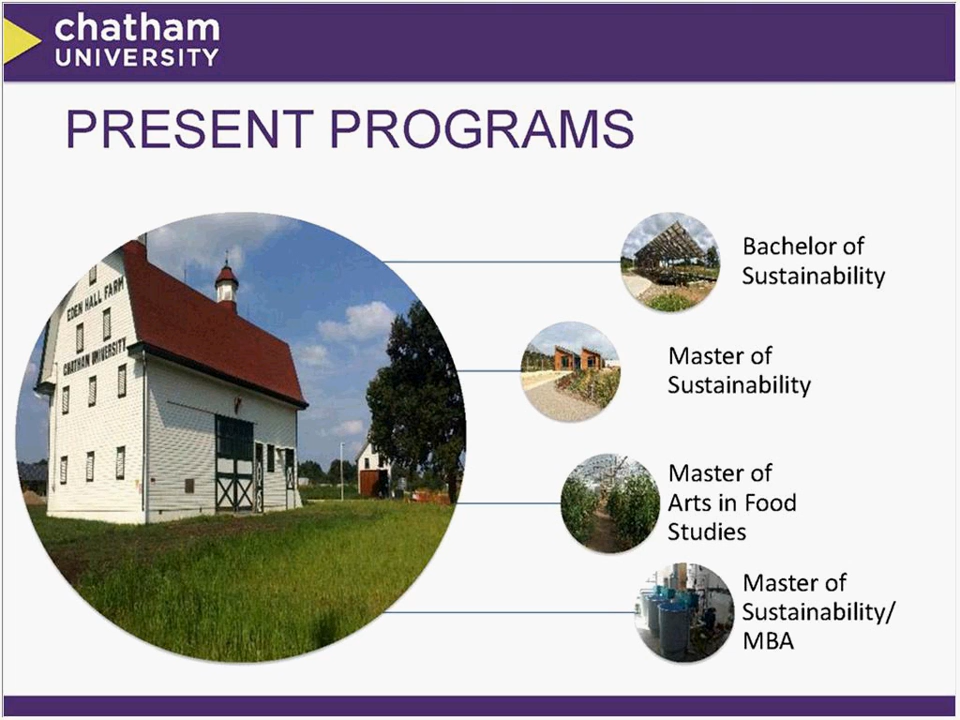 chatham
UNIVERSITY
PRESENT PROGRAMS
EDEN HALL FARM
CHATHAM UNIVERSITY
Bachelor of
Sustainability
Master of
Sustainability
Master of
Arts in Food
Studies
Master of
Sustainability/
MBA